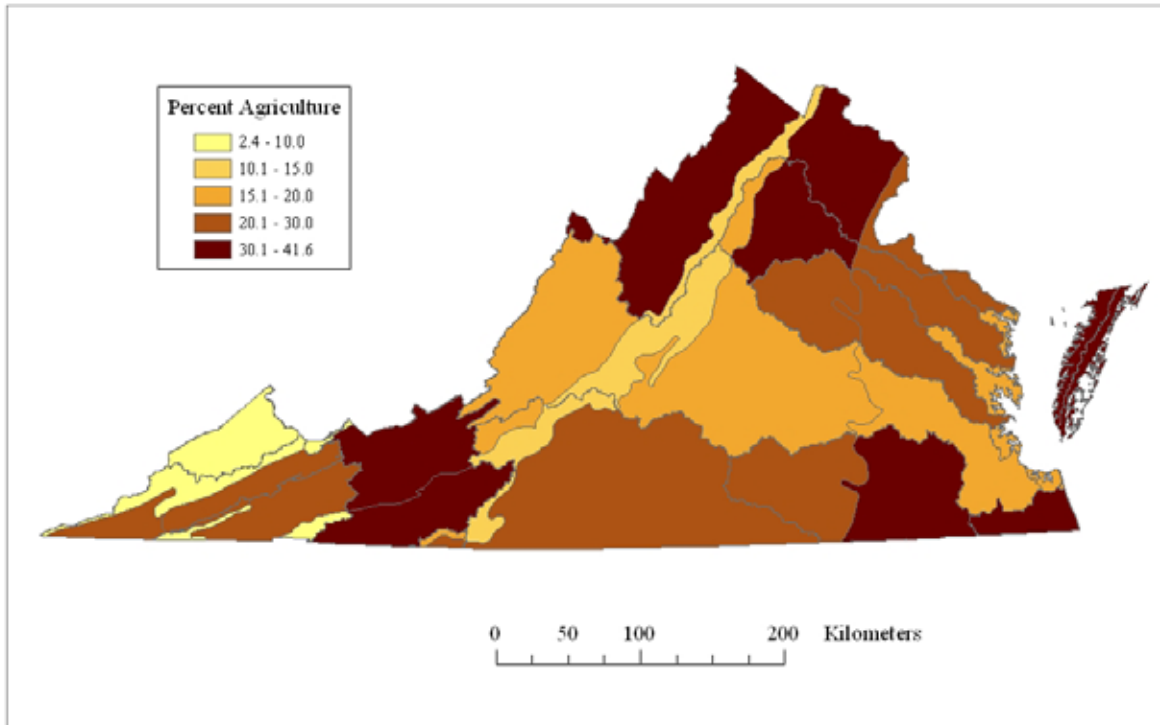 Percent Agriculture
2.4 - 10.0
10.1 - 15.0
15.1 - 20.0
20.1 - 30.0
30.1 - 41.6
0 50 100 200 Kilometers